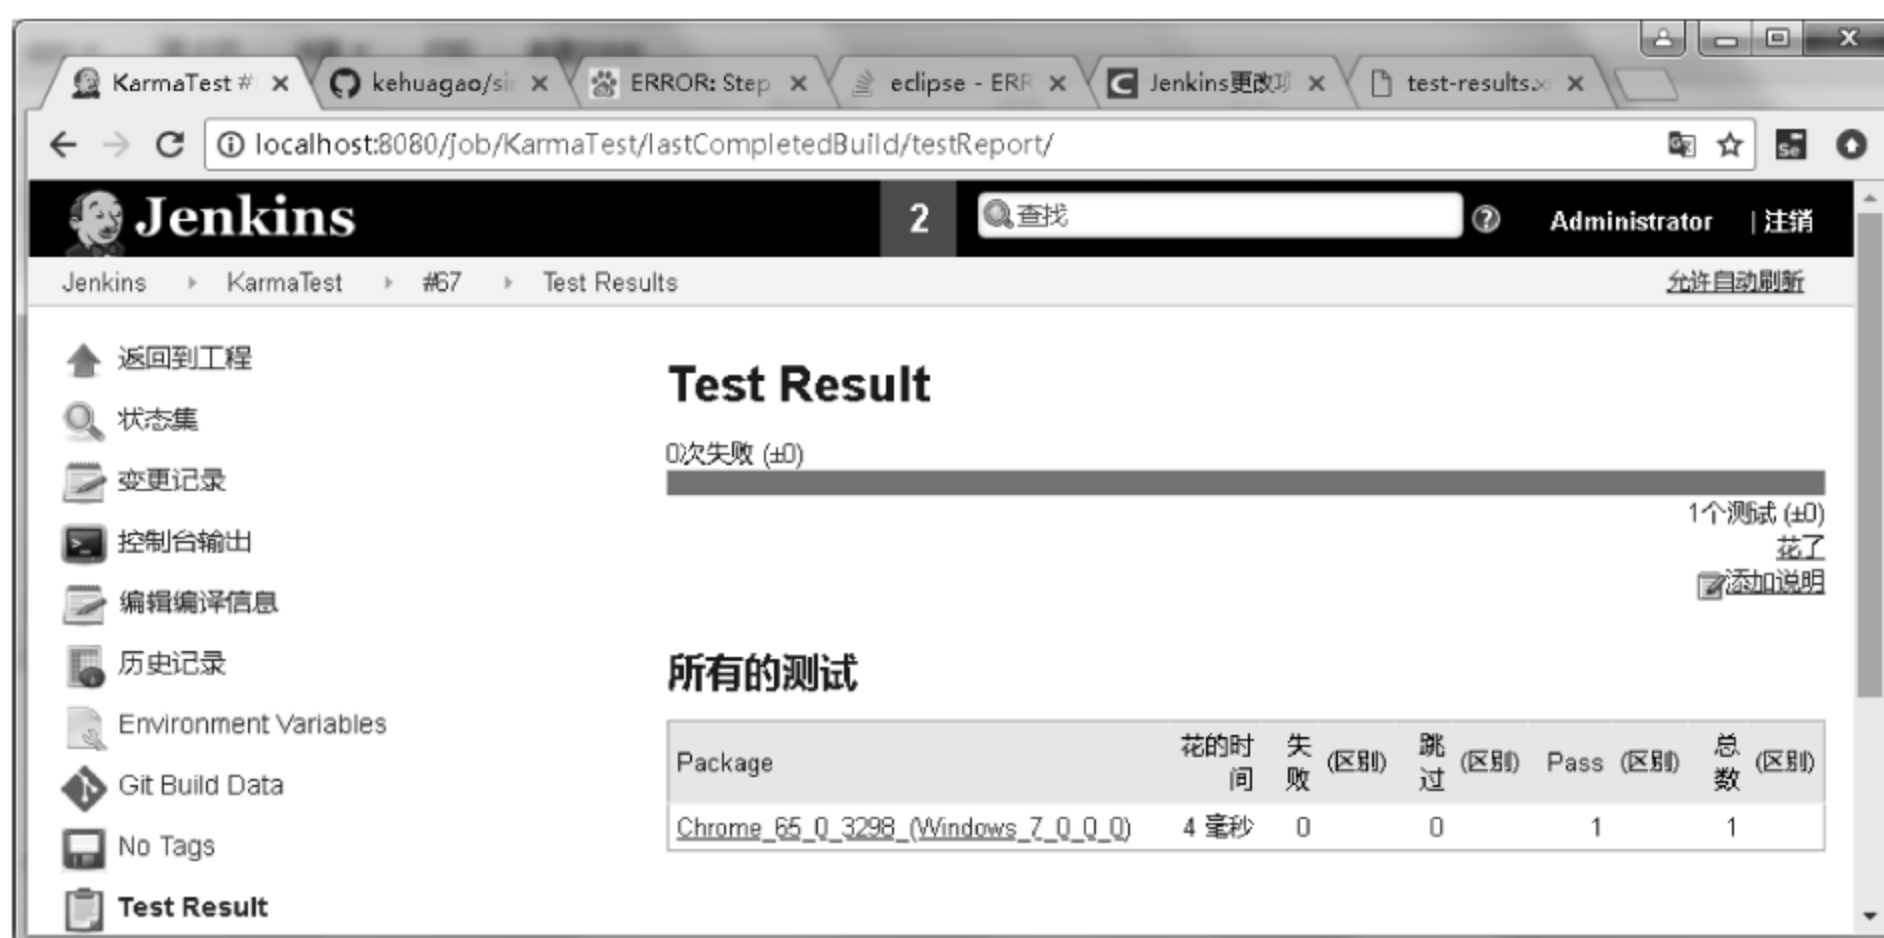 KarmaTest #
kehuagao/si
ERROR: Step
eclipse - ERR
Jenkins更改项
test-results.x
localhost:8080/job/KarmaTest/lastCompletedBuild/testReport/
Se
Jenkins
2
查找
Administrator | 注销
Jenkins KarmaTest #67 Test Results
允许自动刷新
返回到工程
状态集
变更记录
控制台输出
编辑编译信息
历史记录
Environment Variables
Git Build Data
No Tags
Test Result
Test Result
0次失败 (±0)
1个测试 (±0)
花了
添加说明
所有的测试
Package 花的时间 失败 (区别) 跳过 (区别) Pass (区别) 总数 (区别)
Chrome_65_0_3298_(Windows_7_0_0_0) 4 毫秒 0 0 1 1